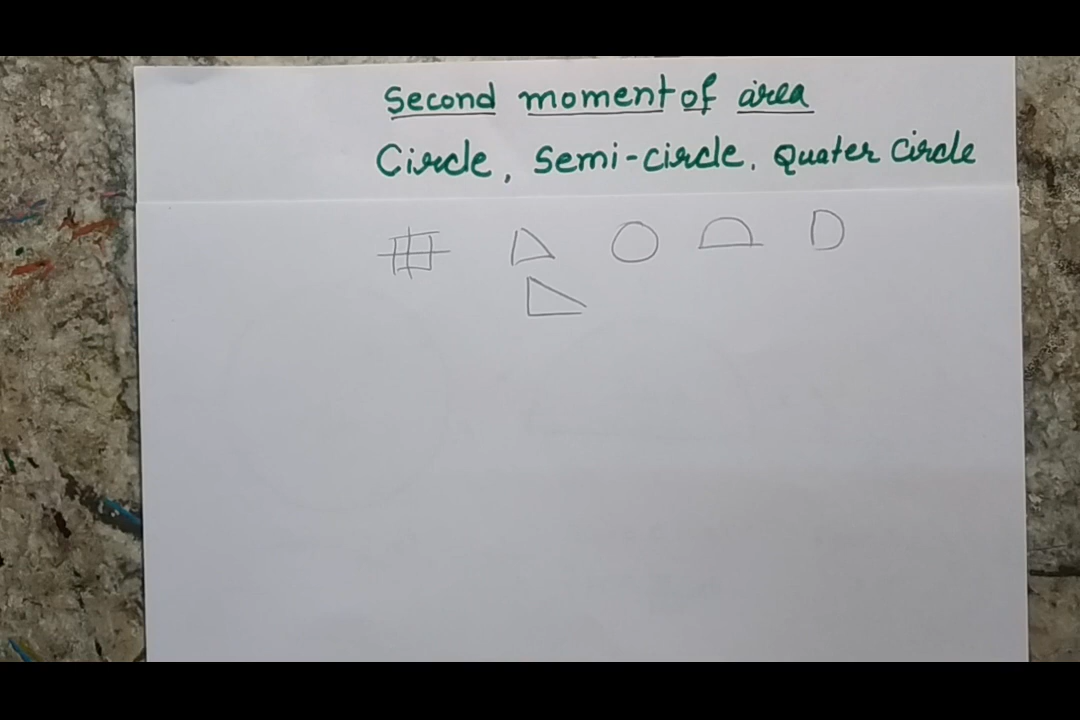 Second moment of area
Circle, Semi-circle, Quater Circle